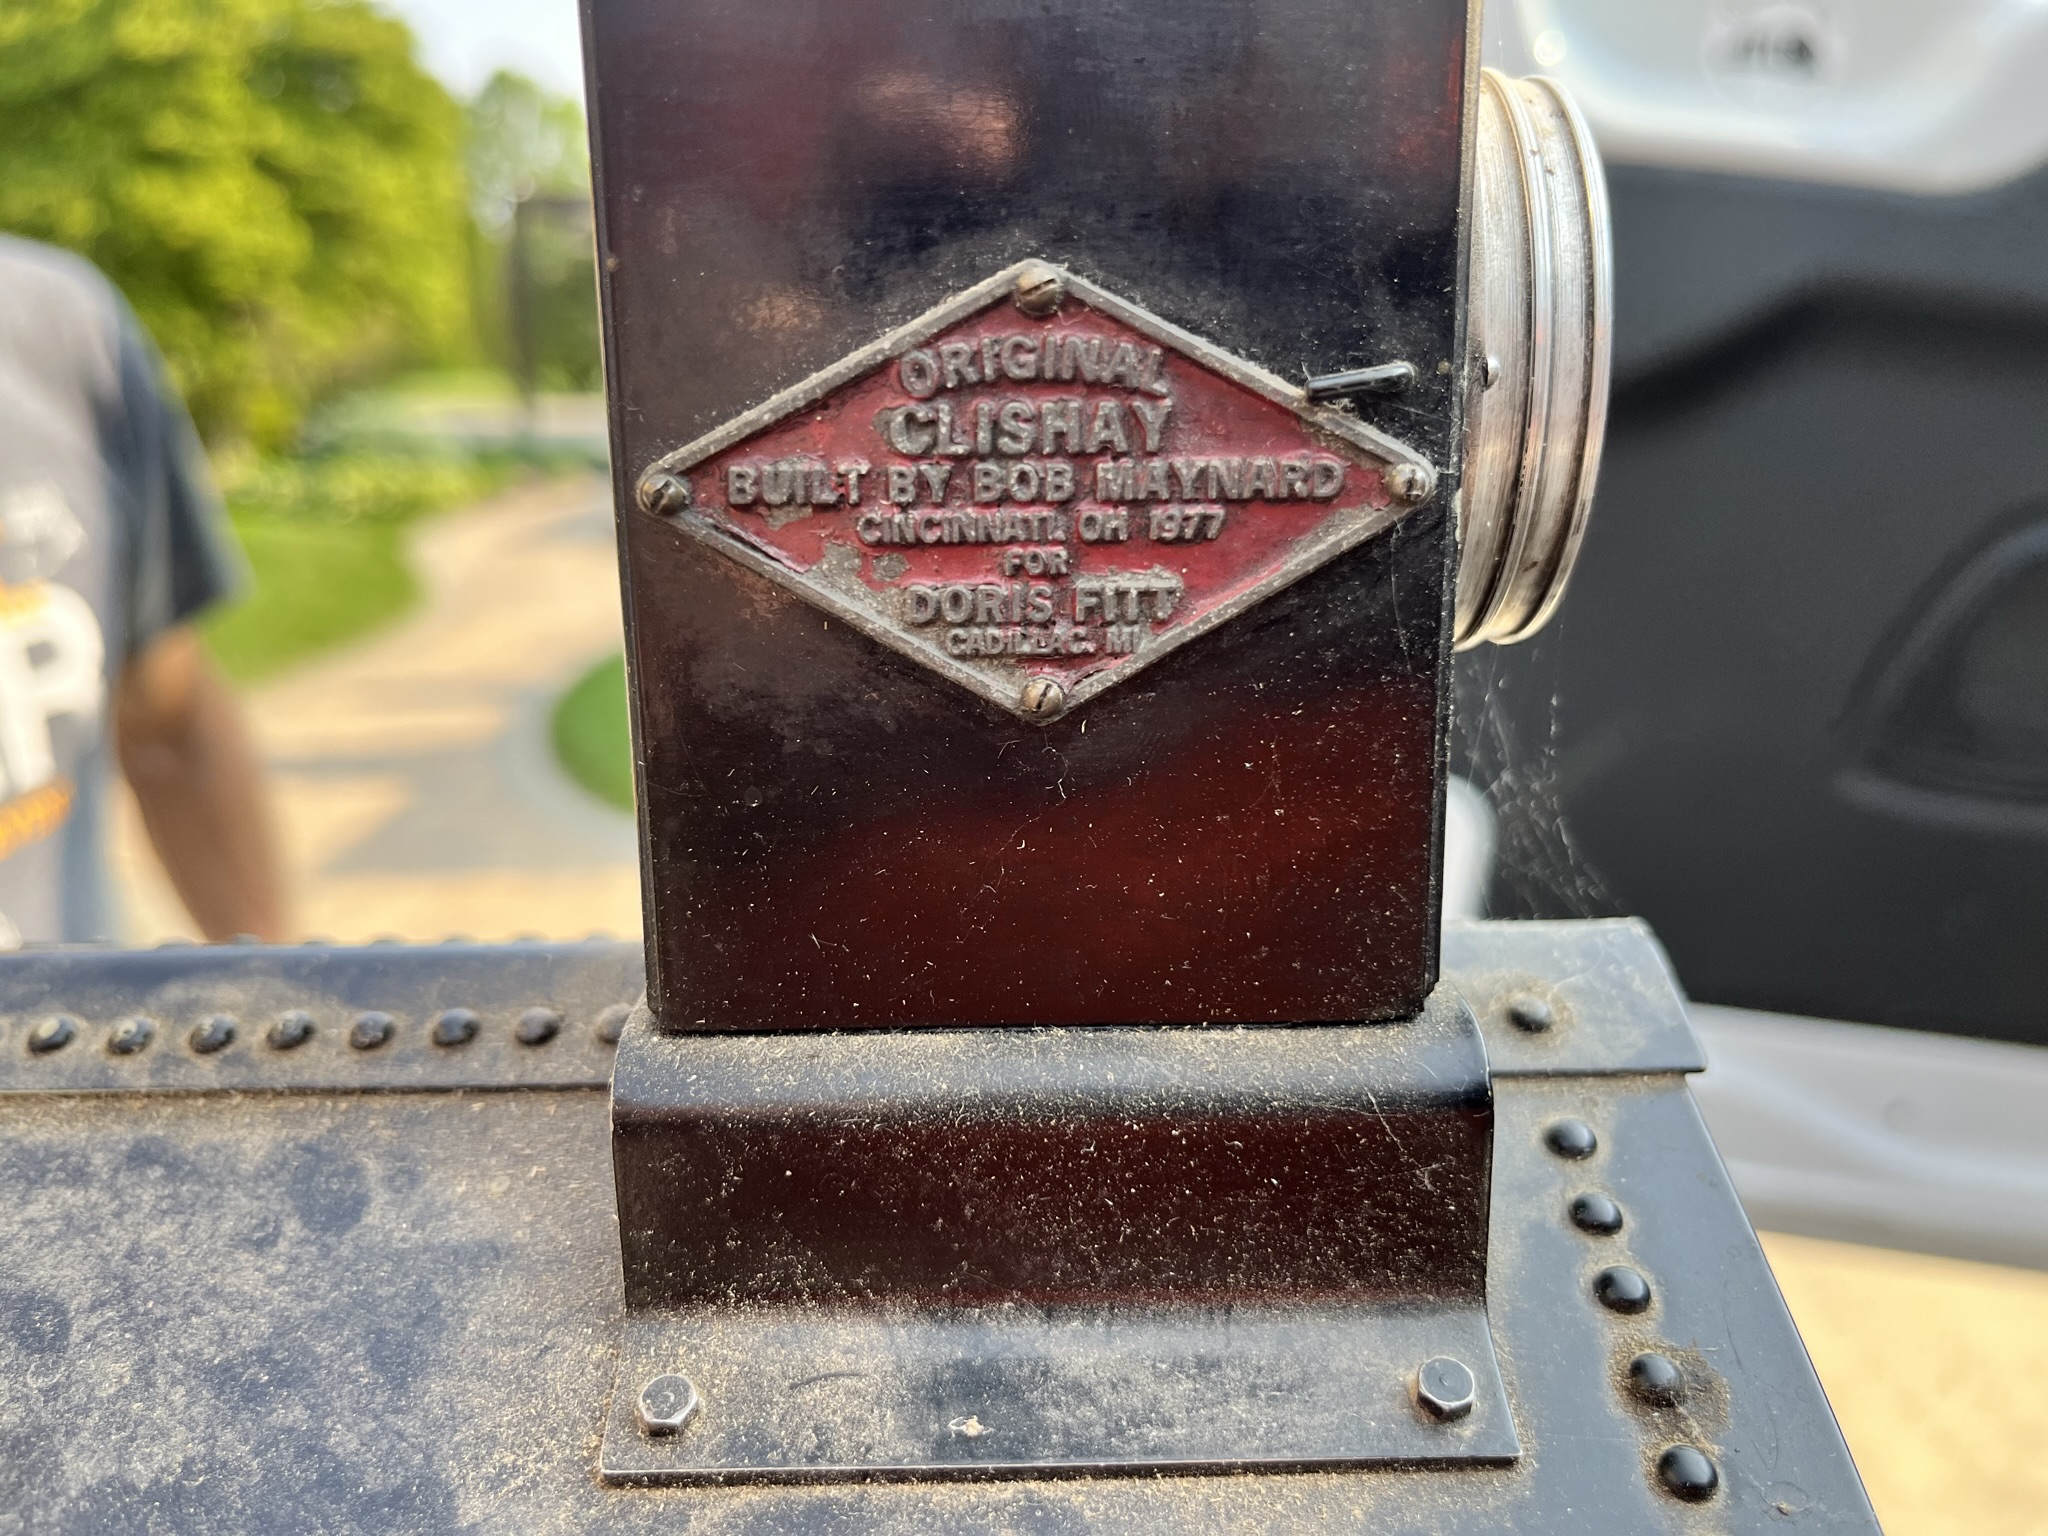 ORIGINAL
CLISHAY
BUILT BY BOB MAYNARD
CINCINNATI. OH 1977
FOR
DORIS FITT
CADILLAC. MI
P